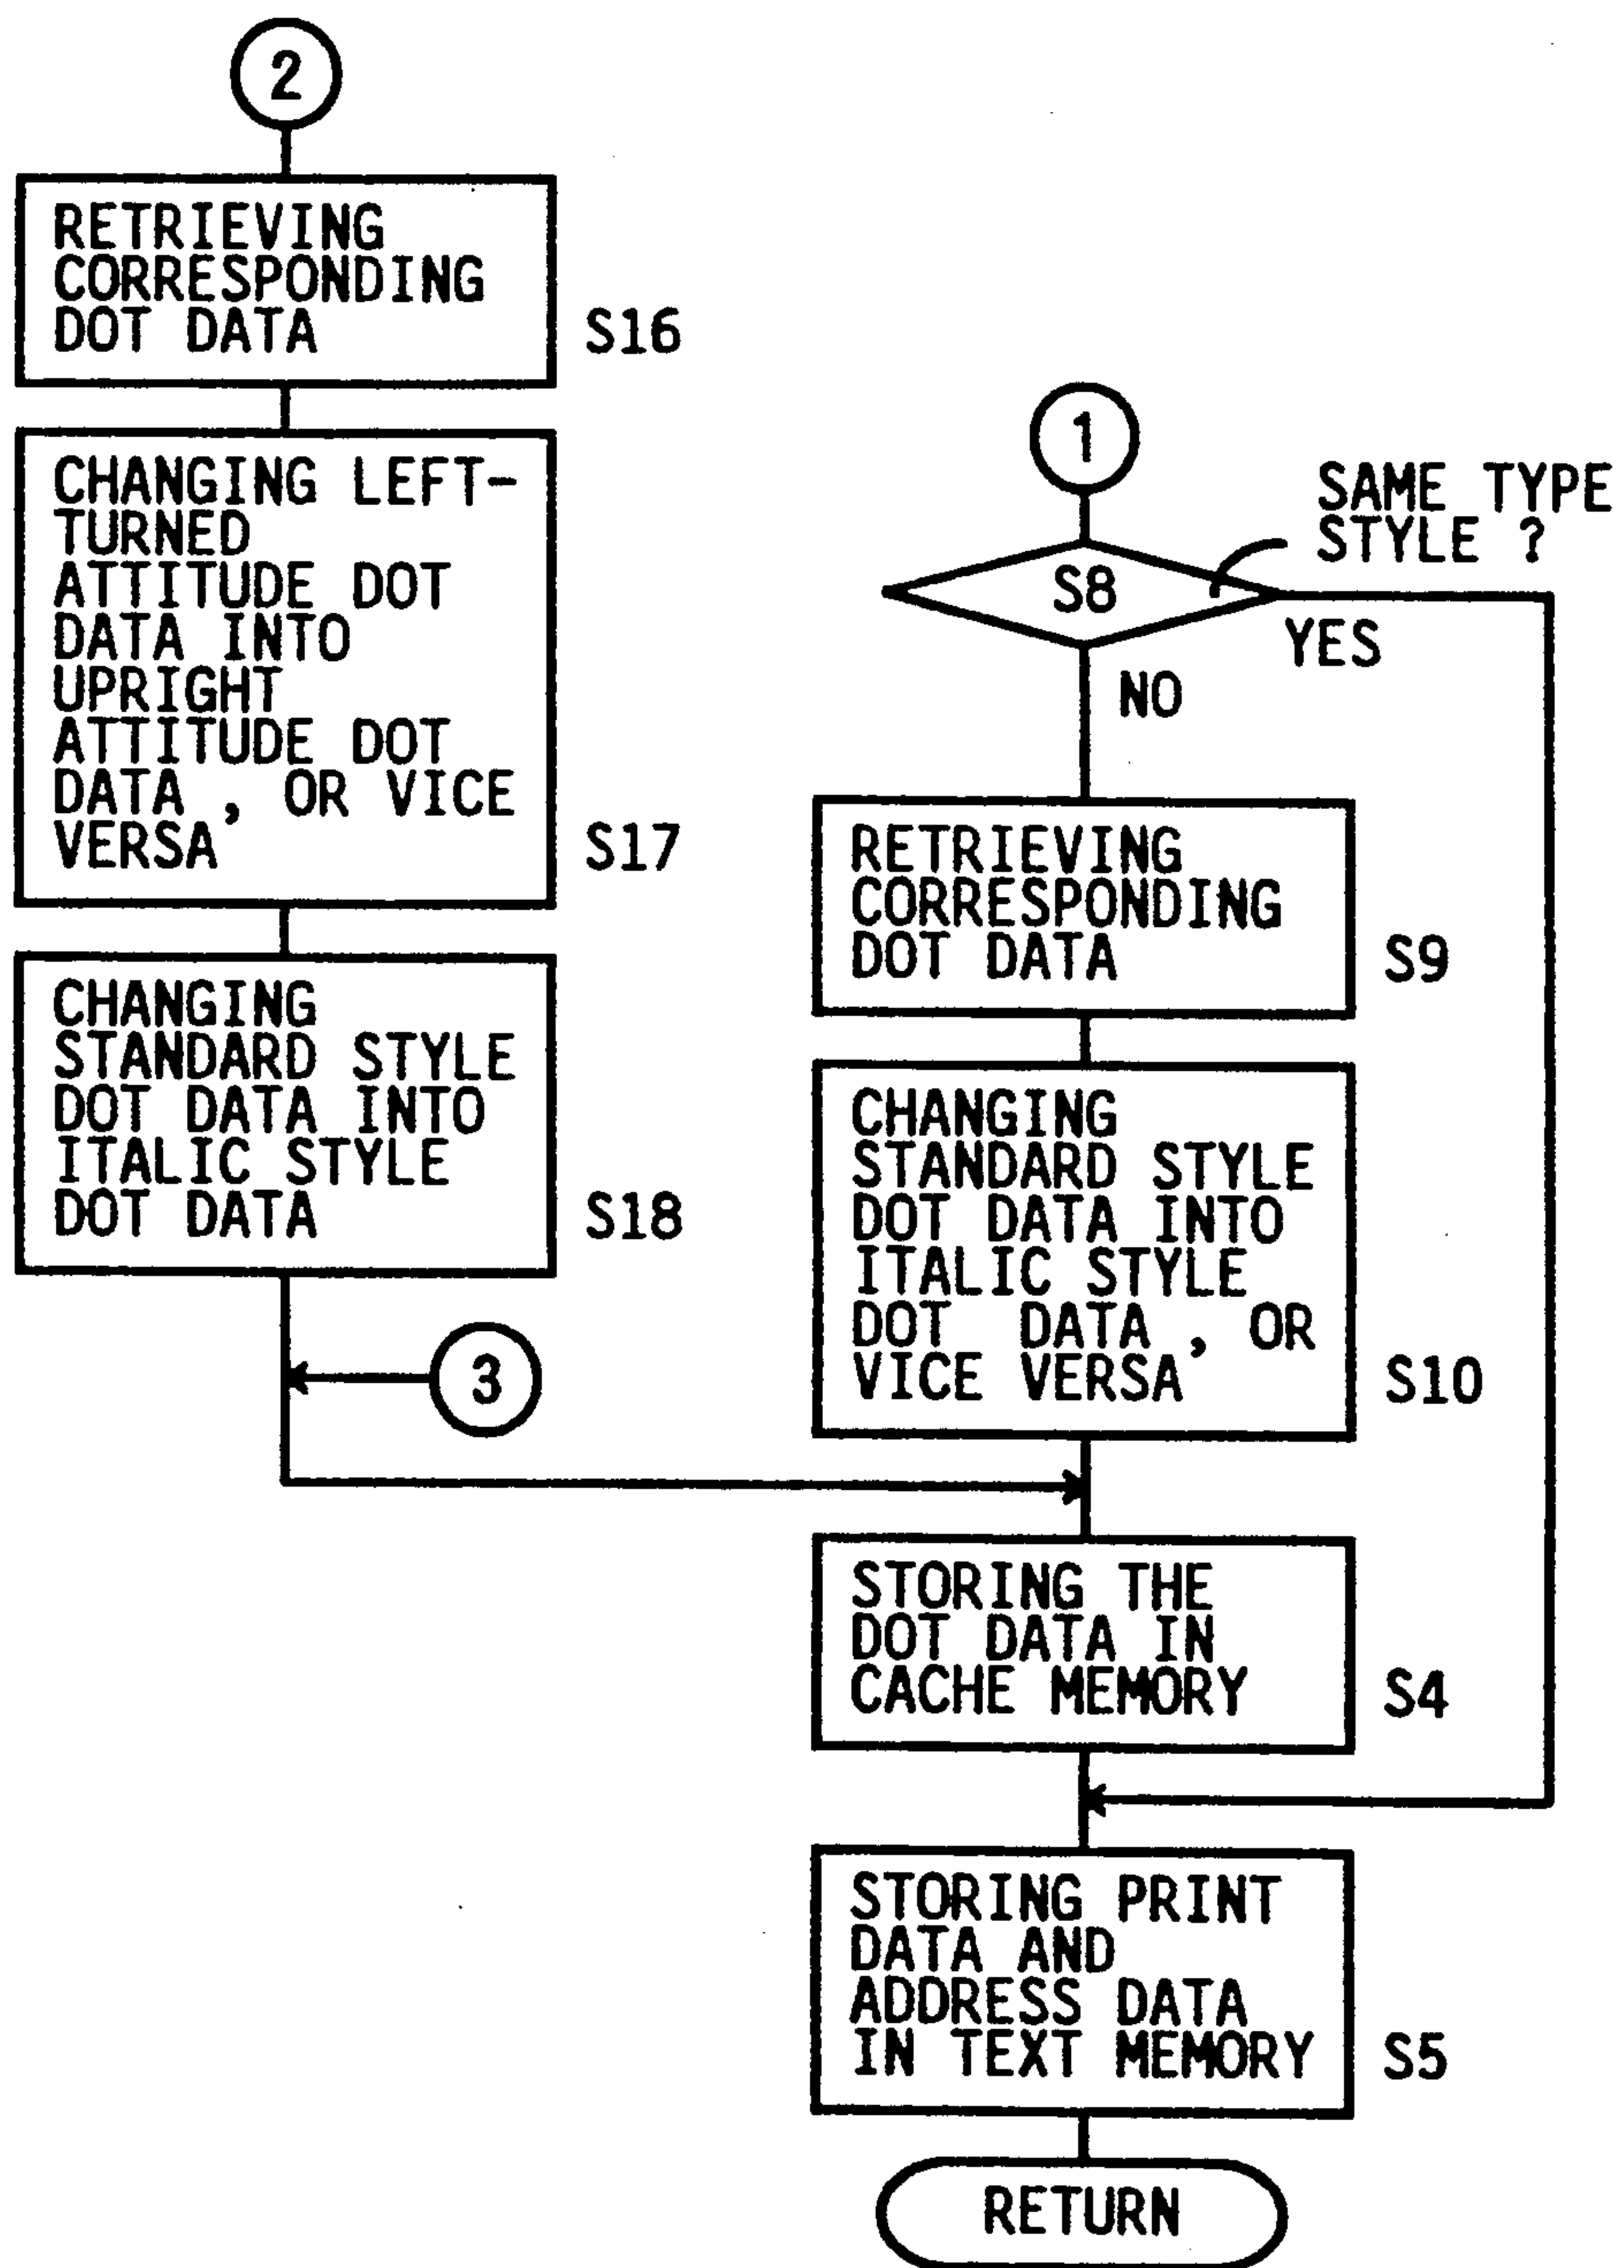 2
RETRIEVING
CORRESPONDING
DOT DATA
S16
CHANGING LEFT-
TURNED
ATTITUDE DOT
DATA INTO
UPRIGHT
ATTITUDE DOT
DATA , OR VICE
VERSA
S17
CHANGING
STANDARD STYLE
DOT DATA INTO
ITALIC STYLE
DOT DATA
S18
3
1
SAME TYPE
STYLE ?
S8
YES
NO
RETRIEVING
CORRESPONDING
DOT DATA
S9
CHANGING
STANDARD STYLE
DOT DATA INTO
ITALIC STYLE
DOT DATA , OR
VICE VERSA
S10
STORING THE
DOT DATA IN
CACHE MEMORY
S4
STORING PRINT
DATA AND
ADDRESS DATA
IN TEXT MEMORY
S5
RETURN